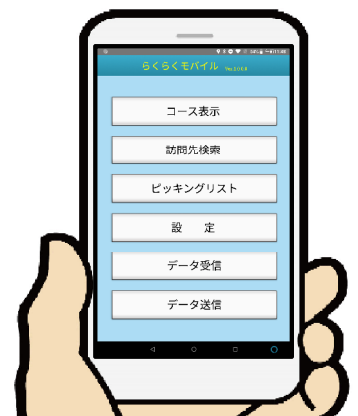 らくらくモバイル
コース表示
訪問先検索
ピッキングリスト
設　定
データ受信
データ送信